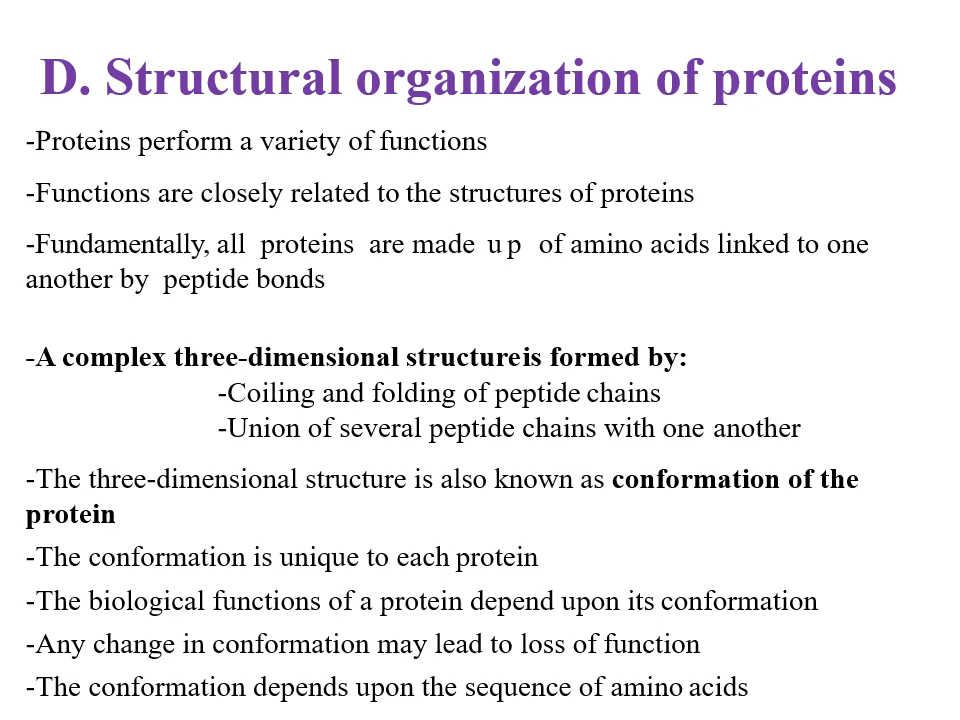 D. Structural organization of proteins
-Proteins perform a variety of functions
-Functions are closely related to the structures of proteins
-Fundamentally, all proteins are made up of amino acids linked to one
another by peptide bonds
-A complex three-dimensional structureis formed by:
-Coiling and folding of peptide chains
-Union of several peptide chains with one another
-The three-dimensional structure is also known as conformation of the
protein
-The conformation is unique to each protein
-The biological functions of a protein depend upon its conformation
-Any change in conformation may lead to loss of function
-The conformation depends upon the sequence of amino acids